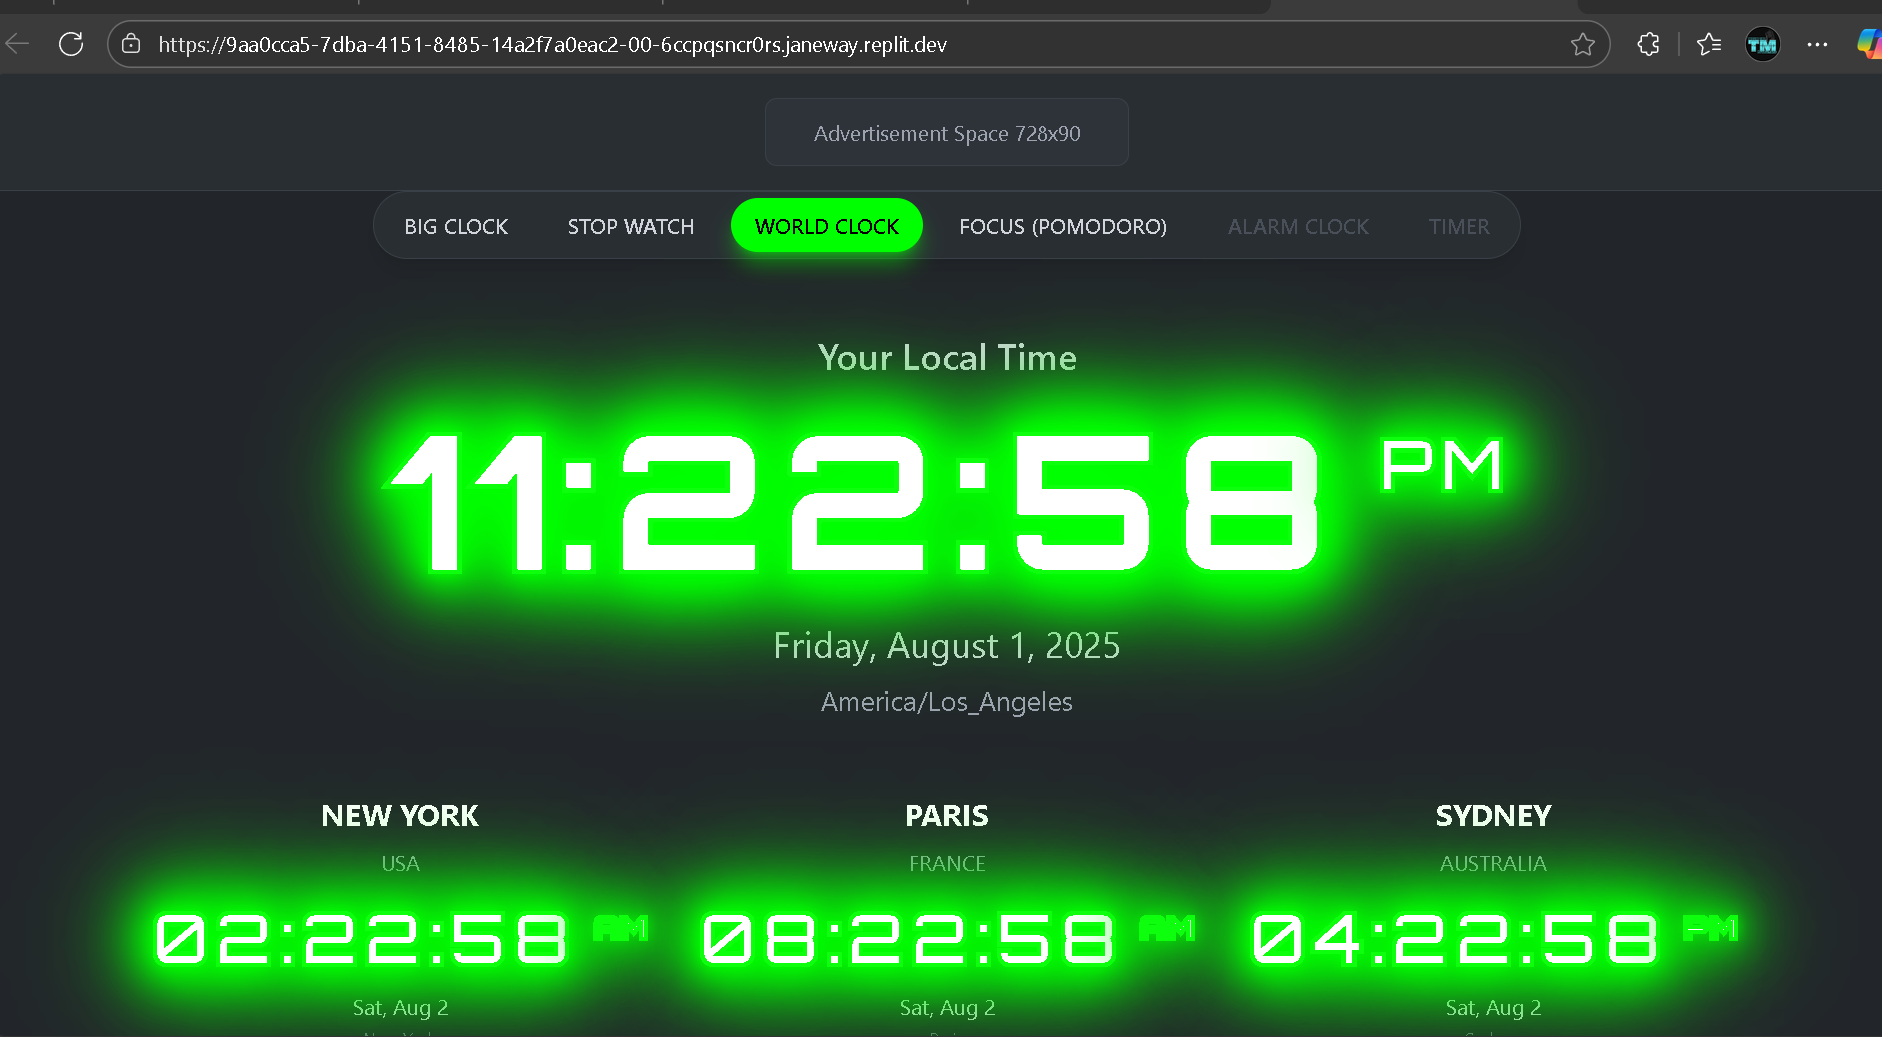 https://9aa0cca5-7dba-4151-8485-14a2f7a0eac2-00-6ccpqsncr0rs.janeway.replit.dev
TM
Advertisement Space 728x90
BIG CLOCK STOP WATCH WORLD CLOCK FOCUS (POMODORO) ALARM CLOCK TIMER
Your Local Time
11:22:58 PM
Friday, August 1, 2025
America/Los_Angeles
NEW YORK PARIS SYDNEY
USA FRANCE AUSTRALIA
02:22:58 AM 08:22:58 AM 04:22:58 PM
Sat, Aug 2 Sat, Aug 2 Sat, Aug 2